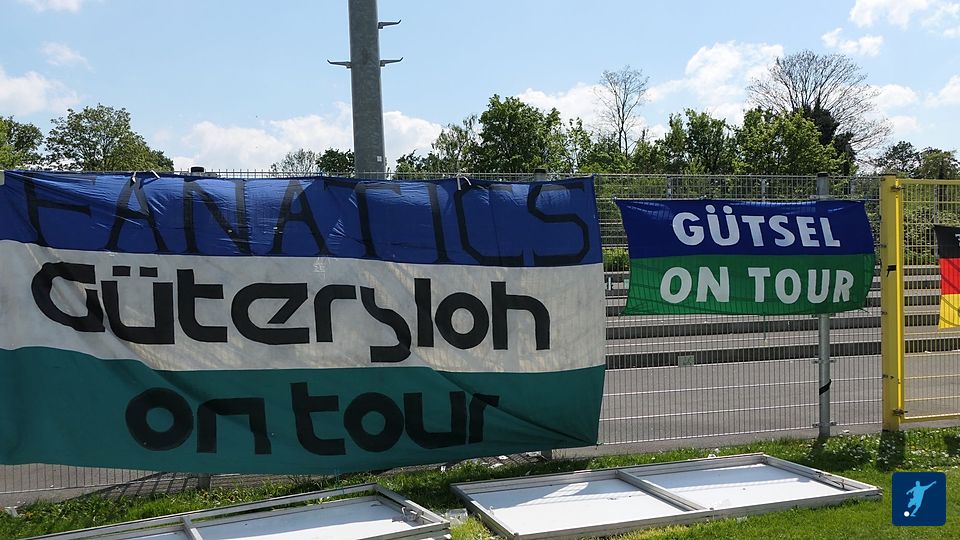 FANATICS
Gütersloh
on tour
GÜTSEL
ON TOUR